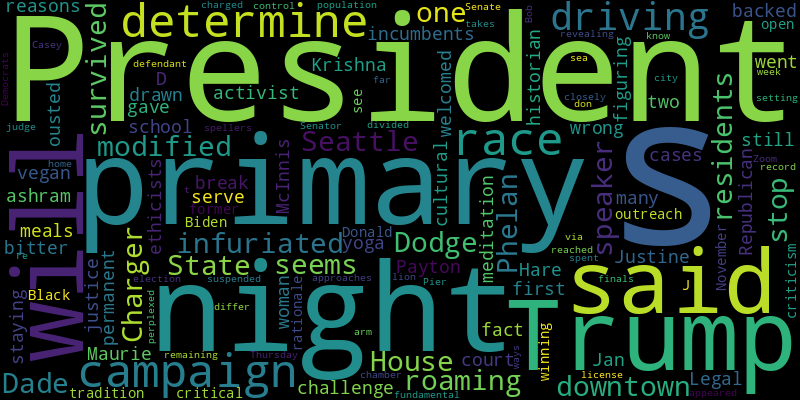 reasons charged control population Senate backed
President determine one driving
incumbents takes Bob revealing open
Casey Krishna know
Democrats survived defendant D drawn activist see far sea city week went
ousted gave historian figuring closely don two setting
judge school spellers Senator divided welcomed wrong residents still
modified Seattle race S
Will primary cultural speaker cases Republican stop
home vegan ethicists break McInnis many Zoom
ashram t former serve meditation outreach record
meals Biden Donald Phelan via November
bitter infuriated yoga Dodge reached Justine
re Charger State seems Payton spent said
justice permanent election suspended woman approaches lion Pier Hare first finals J criticism
staying Black night differ rationale Trump
perplexed arm fact winning
Maurie remaining Thursday House court ways Jan
Dade campaign chamber roaming license Legal
tradition critical challenge fundamental downtown appeared